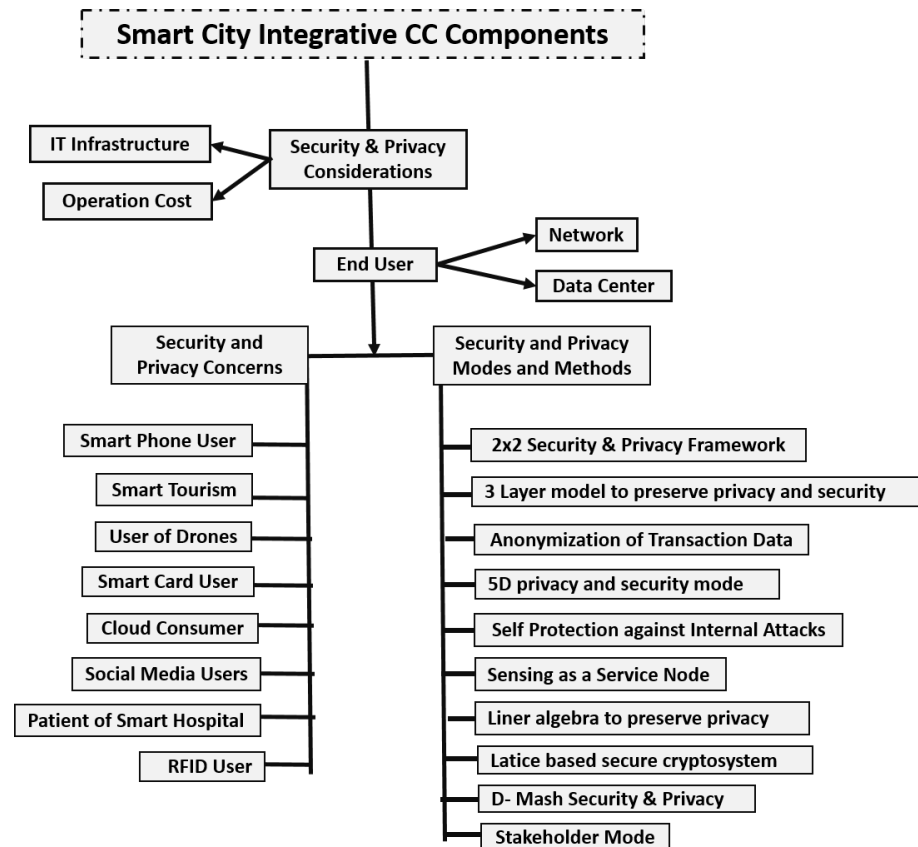 Smart City Integrative CC Components
IT Infrastructure
Security & Privacy
Considerations
Operation Cost
Network
End User
Data Center
Security and
Privacy Concerns
Security and Privacy
Modes and Methods
Smart Phone User
Smart Tourism
User of Drones
Smart Card User
Cloud Consumer
Social Media Users
Patient of Smart Hospital
RFID User
2x2 Security & Privacy Framework
3 Layer model to preserve privacy and security
Anonymization of Transaction Data
5D privacy and security mode
Self Protection against Internal Attacks
Sensing as a Service Node
Liner algebra to preserve privacy
Latice based secure cryptosystem
D- Mash Security & Privacy
Stakeholder Mode